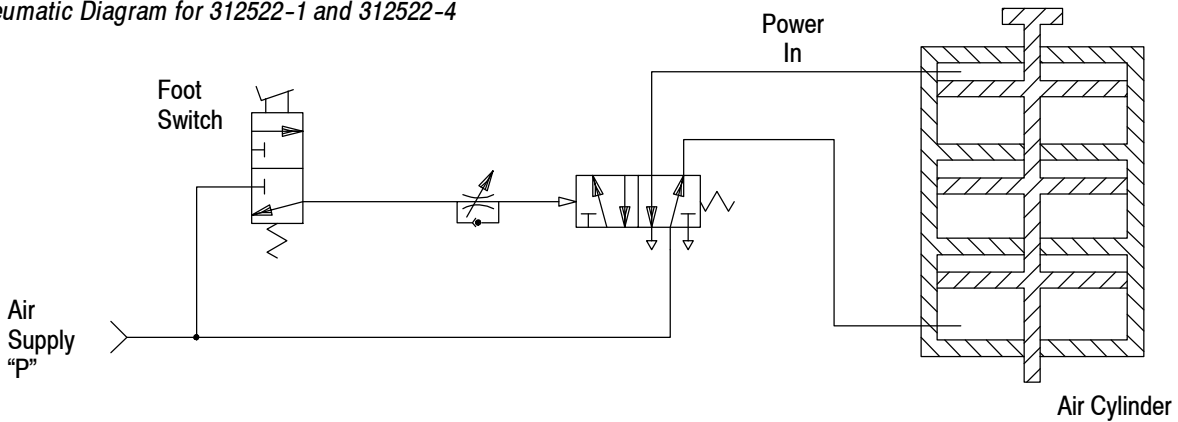 eumatic Diagram for 312522-1 and 312522-4
Power
In
Foot
Switch
Air
Supply
“P”
Air Cylinder